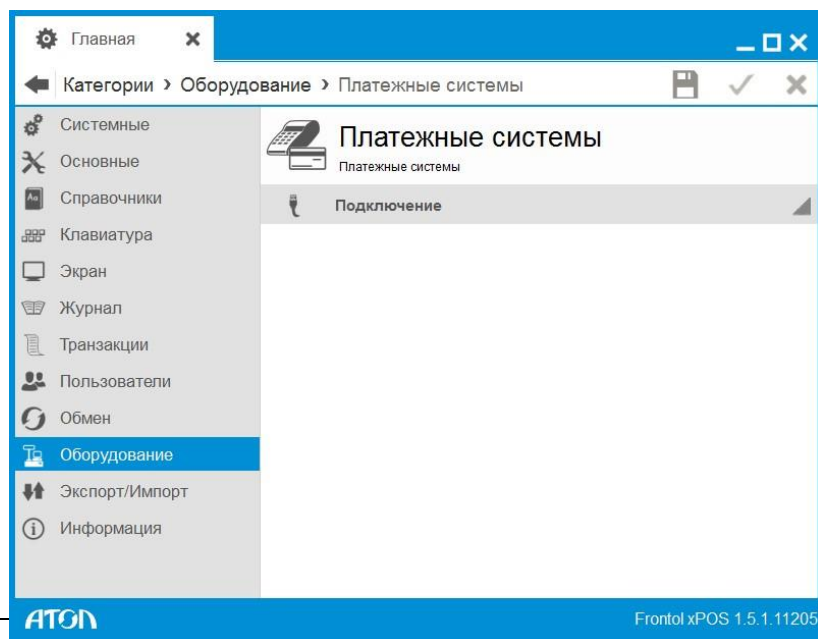 Главная
Категории › Оборудование › Платежные системы
Системные
Основные
Справочники
Клавиатура
Экран
Журнал
Транзакции
Пользователи
Обмен
Оборудование
Экспорт/Импорт
Информация
Платежные системы
Платежные системы
Подключение
АТОЛ
Frontol xPOS 1.5.1.11205